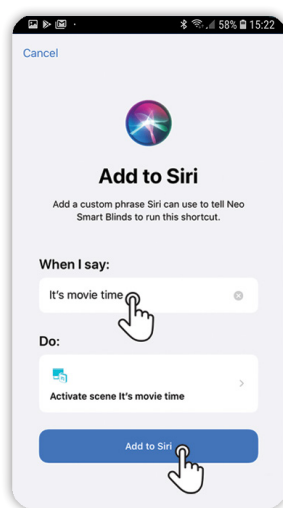 58% 15:22
Cancel
Add to Siri
Add a custom phrase Siri can use to tell Neo
Smart Blinds to run this shortcut.
When I say:
It's movie time
Do:
Activate scene It's movie time
Add to Siri